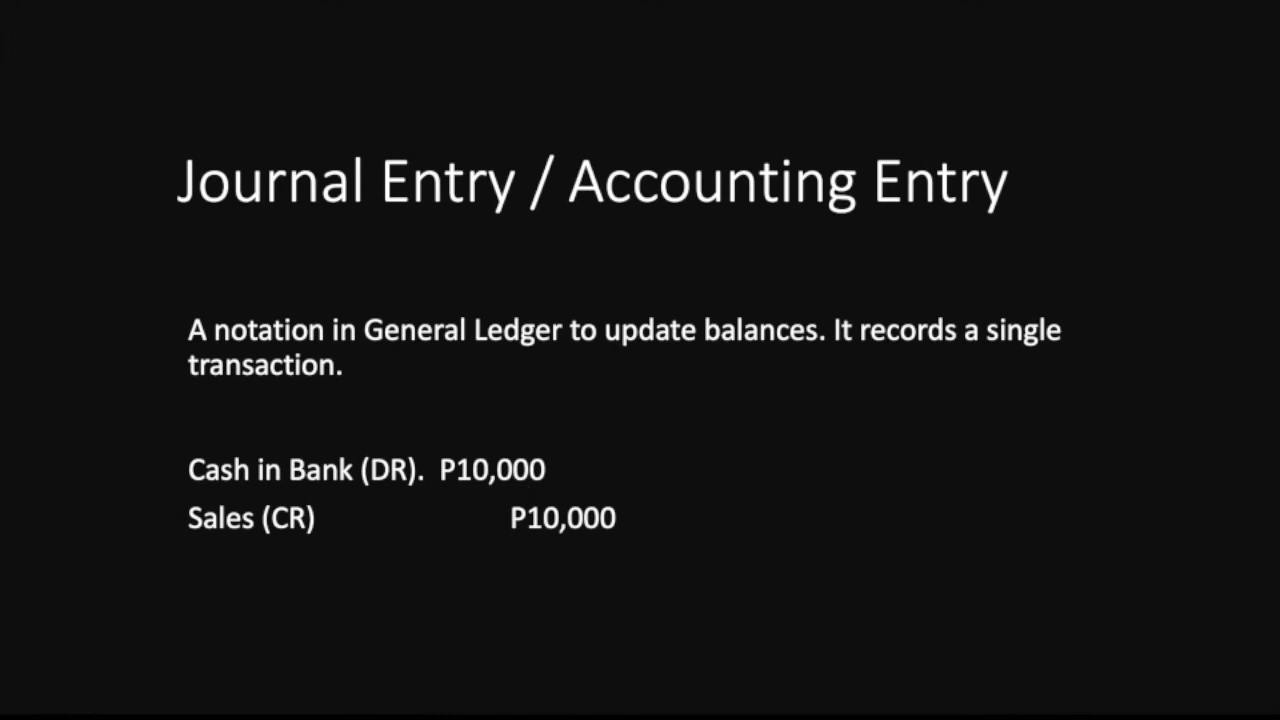 Journal Entry / Accounting Entry
A notation in General Ledger to update balances. It records a single
transaction.
Cash in Bank (DR). P10,000
Sales (CR) P10,000